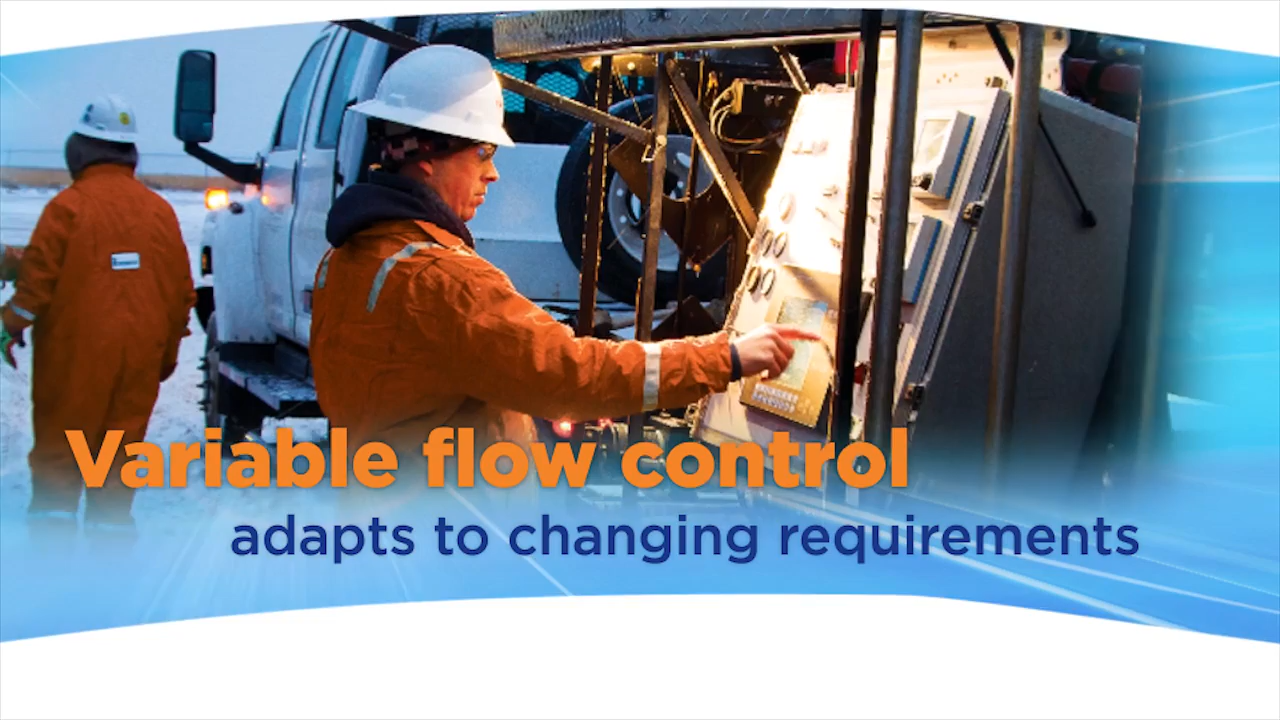 Variable flow control
adapts to changing requirements